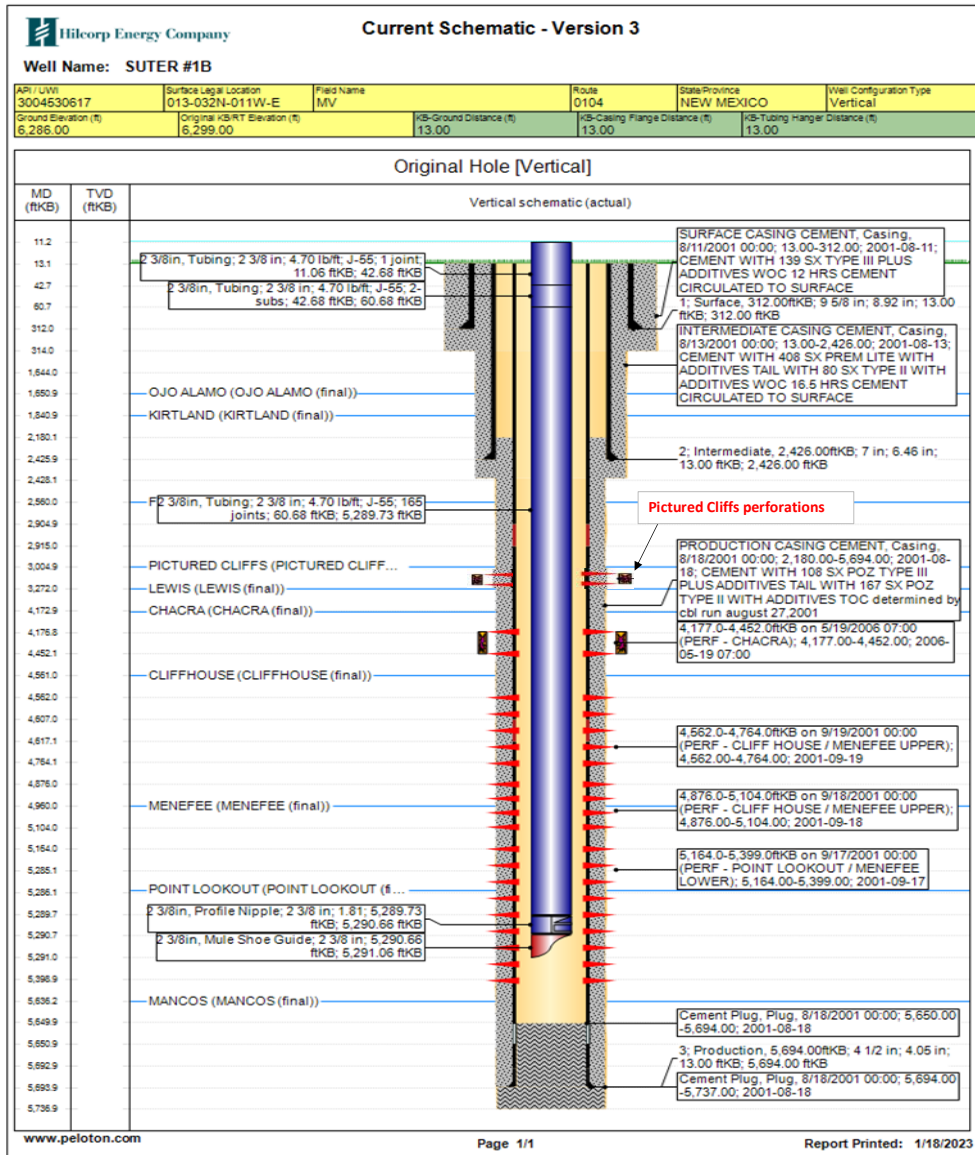 Hilcorp Energy Company
Current Schematic - Version 3
Well Name: SUTER #1B
API / UWI
3004530617
Surface Legal Location
013-032N-011W-E
Field Name
MV
Route
0104
State/Province
NEW MEXICO
Well Configuration Type
Vertical
Ground Elevation (ft)
6,286.00
Original KB/RT Elevation (ft)
6,299.00
KB-Ground Distance (ft)
13.00
KB-Casing Flange Distance (ft)
13.00
KB-Tubing Hanger Distance (ft)
13.00
Original Hole [Vertical]
MD
(ftKB)
TVD
(ftKB)
Vertical schematic (actual)
11.2
13.1
42.7
60.7
312.0
314.0
1,644.0
1,650.9
1,840.9
2,180.1
2,425.9
2,428.1
2,560.0
2,904.9
2,915.0
3,004.9
3,272.0
4,172.9
4,176.8
4,452.1
4,561.0
4,562.0
4,607.0
4,617.1
4,764.1
4,876.0
4,960.0
5,104.0
5,164.0
5,285.1
5,286.1
5,289.7
5,290.7
5,291.0
5,398.9
5,636.2
5,649.9
5,650.9
5,692.9
5,693.9
5,736.9
2 3/8in, Tubing; 2 3/8 in; 4.70 lb/ft; J-55; 1 joint;
11.06 ftKB; 42.68 ftKB
2 3/8in, Tubing; 2 3/8 in; 4.70 lb/ft; J-55; 2-
subs; 42.68 ftKB; 60.68 ftKB
OJO ALAMO (OJO ALAMO (final))
KIRTLAND (KIRTLAND (final))
F
2 3/8in, Tubing; 2 3/8 in; 4.70 lb/ft; J-55; 165
joints; 60.68 ftKB; 5,289.73
ftKB
PICTURED CLIFFS (PICTURED CLIFF...
LEWIS (LEWIS (final))
CHACRA (CHACRA (final))
CLIFFHOUSE (CLIFFHOUSE (final))
MENEFEE (MENEFEE (final))
POINT LOOKOUT (POINT LOOKOUT (fi...
2 3/8in, Profile Nipple; 2 3/8 in; 1.81; 5,289.73
ftKB; 5,290.66 ftKB
2 3/8in, Mule Shoe Guide; 2 3/8 in; 5,290.66
ftKB; 5,291.06 ftKB
MANCOS (MANCOS (final))
SURFACE CASING CEMENT, Casing,
8/11/2001 00:00; 13.00-312.00; 2001-08-11;
CEMENT WITH 139 SX TYPE III PLUS
ADDITIVES WOC 12 HRS CEMENT
CIRCULATED TO SURFACE
1; Surface, 312.00ftKB; 9 5/8 in; 8.92 in; 13.00
ftKB; 312.00 ftKB
INTERMEDIATE CASING CEMENT, Casing,
8/13/2001 00:00; 13.00-2,426.00; 2001-08-13;
CEMENT WITH 408 SX PREM LITE WITH
ADDITIVES TAIL WITH 80 SX TYPE II WITH
ADDITIVES WOC 16.5 HRS CEMENT
CIRCULATED TO SURFACE
2; Intermediate, 2,426.00ftKB; 7 in; 6.46 in;
13.00 ftKB; 2,426.00 ftKB
Pictured Cliffs perforations
PRODUCTION CASING CEMENT, Casing,
8/18/2001 00:00; 2,180.00-5,694.00; 2001-08-
18; CEMENT WITH 108 SX POZ TYPE III
PLUS ADDITIVES TAIL WITH 167 SX POZ
TYPE II WITH ADDITIVES TOC determined by
cbl run august 27,2001
4,177.0-4,452.0ftKB on 5/19/2006 07:00
(PERF - CHACRA); 4,177.00-4,452.00; 2006-
05-19 07:00
4,562.0-4,764.0ftKB on 9/19/2001 00:00
(PERF - CLIFF HOUSE / MENEFEE UPPER);
4,562.00-4,764.00; 2001-09-19
4,876.0-5,104.0ftKB on 9/18/2001 00:00
(PERF - CLIFF HOUSE / MENEFEE UPPER);
4,876.00-5,104.00; 2001-09-18
5,164.0-5,399.0ftKB on 9/17/2001 00:00
(PERF - POINT LOOKOUT / MENEFEE
LOWER); 5,164.00-5,399.00; 2001-09-17
Cement Plug, Plug, 8/18/2001 00:00; 5,650.00
-5,694.00; 2001-08-18
3; Production, 5,694.00ftKB; 4 1/2 in; 4.05 in;
13.00 ftKB; 5,694.00 ftKB
Cement Plug, Plug, 8/18/2001 00:00; 5,694.00
-5,737.00; 2001-08-18
www.peloton.com
Page 1/1
Report Printed: 1/18/2023